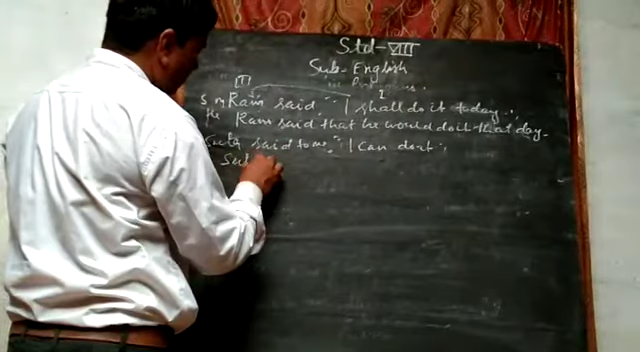 Std-VIII
Sub- English
III I
Ram said " I shall do it today."
Ram said that he would do it that day.
said to me, " I can do it